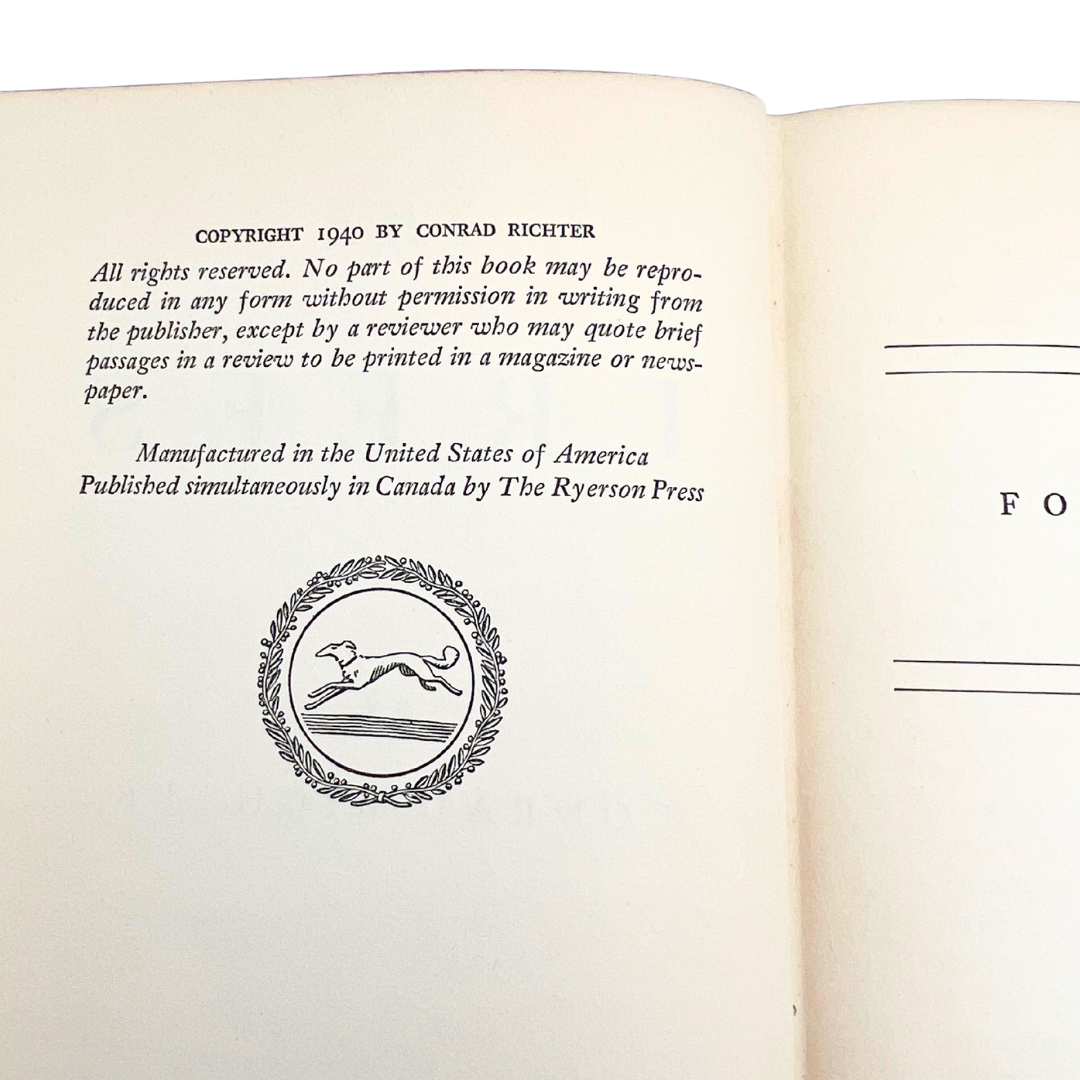 COPYRIGHT 1940 BY CONRAD RICHTER
All rights reserved. No part of this book may be repro-
duced in any form without permission in writing from
the publisher, except by a reviewer who may quote brief
passages in a review to be printed in a magazine or news-
paper.
Manufactured in the United States of America
Published simultaneously in Canada by The Ryerson Press
FO